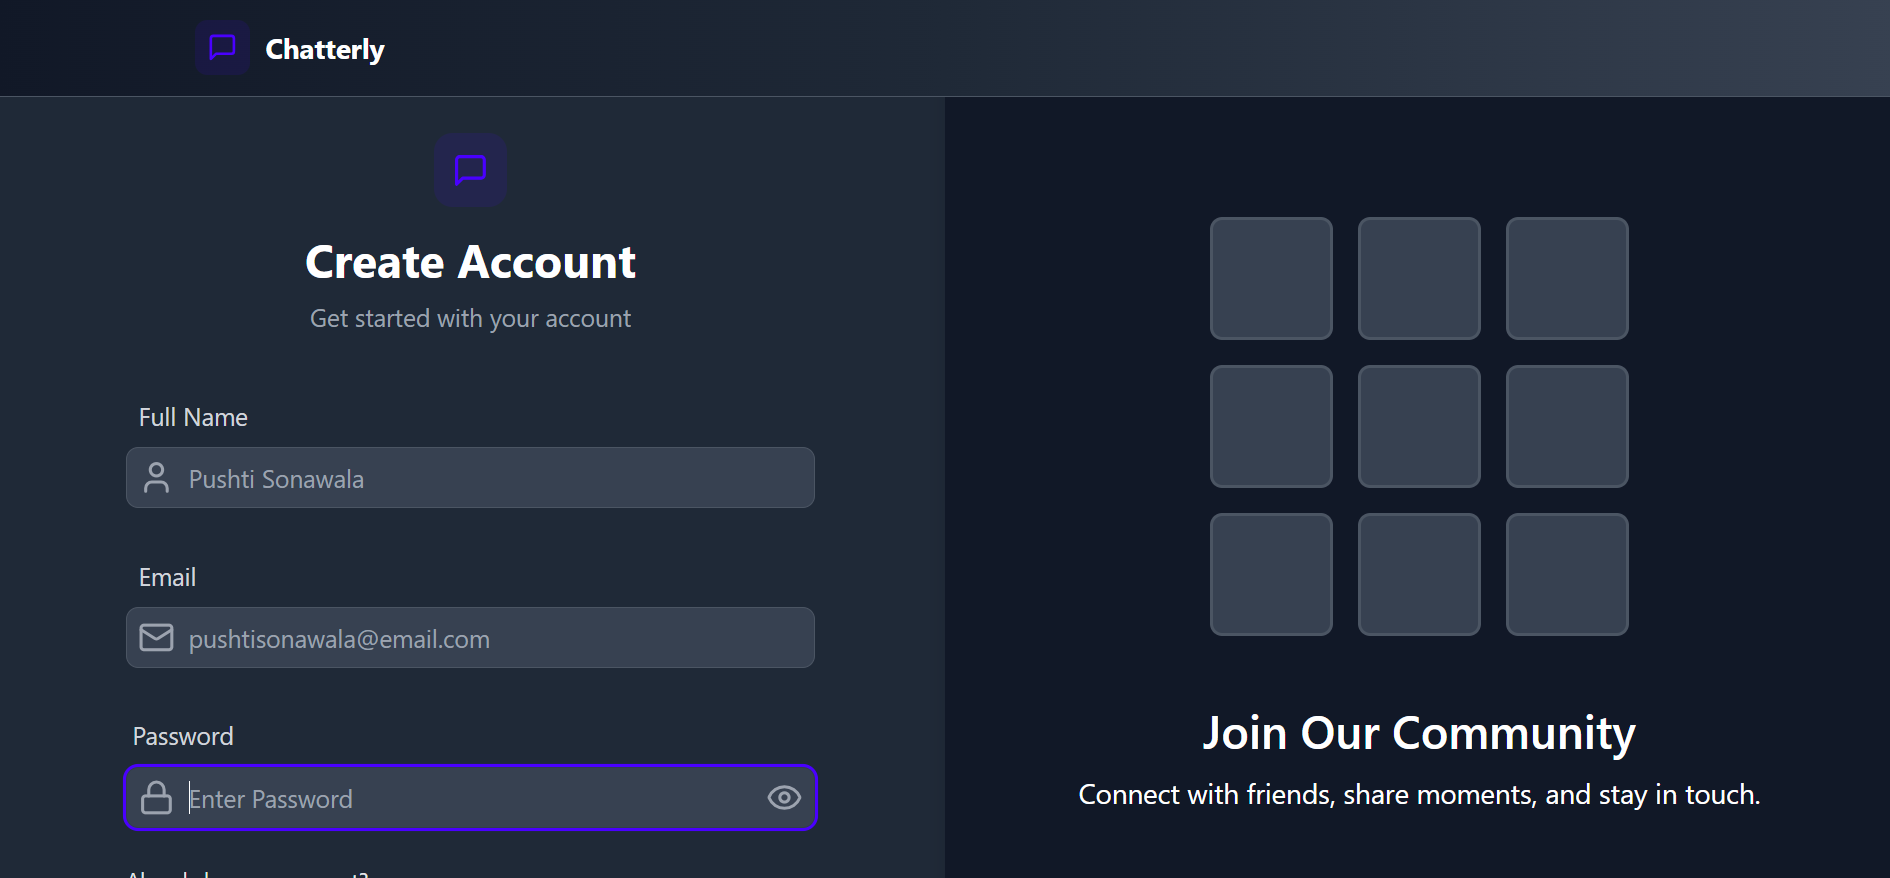 Chatterly
Create Account
Get started with your account
Full Name
Pushti Sonawala
Email
pushtisonawala@email.com
Password
Enter Password
Join Our Community
Connect with friends, share moments, and stay in touch.